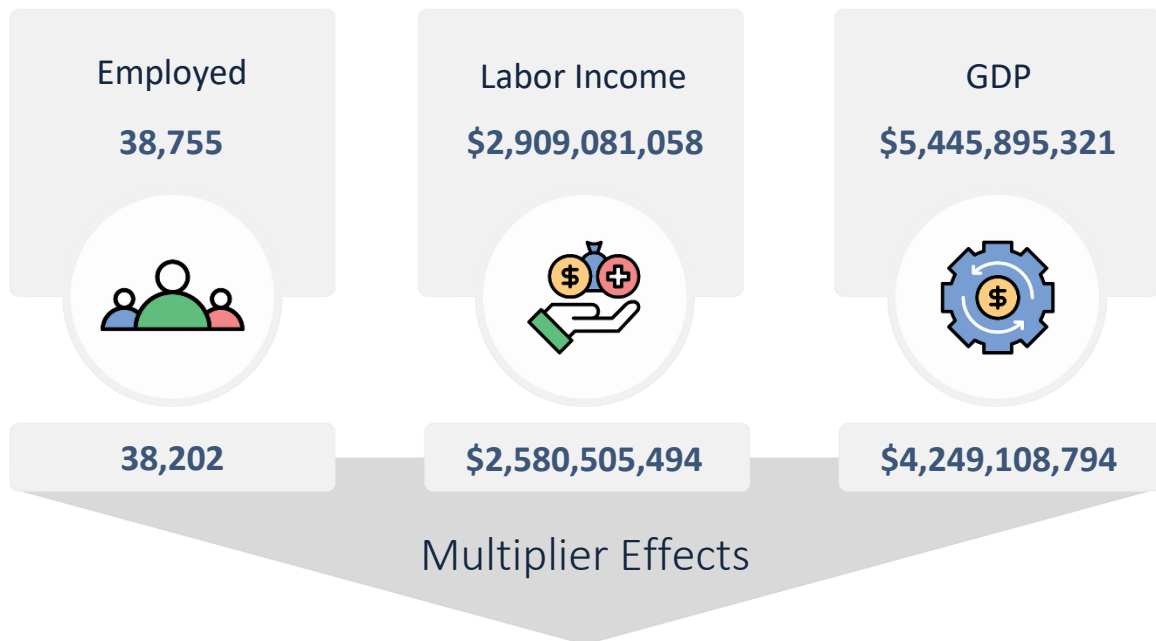 Employed
38,755
Labor Income
$2,909,081,058
GDP
$5,445,895,321
$
$
38,202
$2,580,505,494
$4,249,108,794
Multiplier Effects